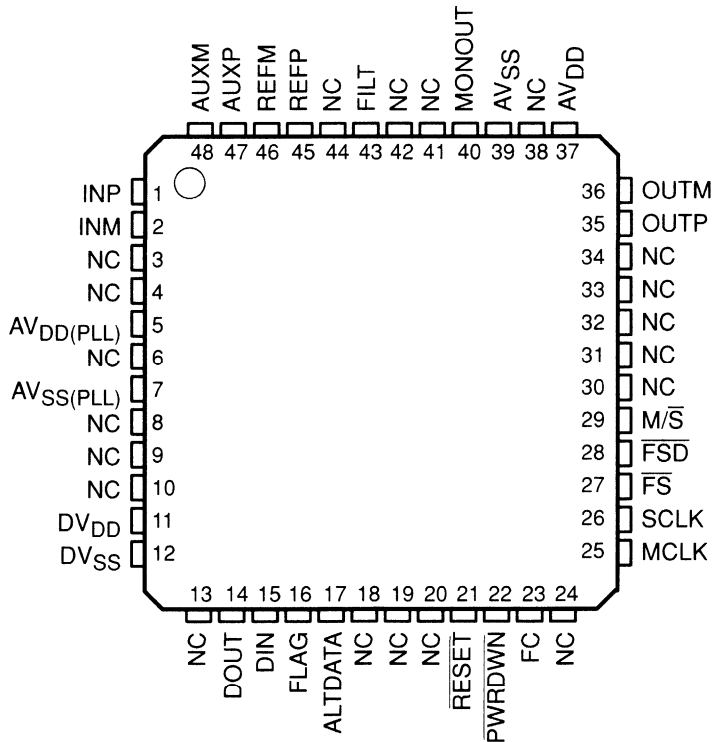 AUXM
AUXP
REFM
REFP
NC
FILT
NC
NC
MONOUT
AVSS
NC
AVDD
48 47 46 45 44 43 42 41 40 39 38 37
INP 1
INM 2
NC 3
NC 4
AVDD(PLL) 5
NC 6
AVSS(PLL) 7
NC 8
NC 9
NC 10
DVDD 11
DVSS 12
36 OUTM
35 OUTP
34 NC
33 NC
32 NC
31 NC
30 NC
29 M/S̅
28 F̅S̅D̅
27 F̅S̅
26 SCLK
25 MCLK
13 14 15 16 17 18 19 20 21 22 23 24
NC
DOUT
DIN
FLAG
ALTDATA
NC
NC
NC
R̅E̅S̅E̅T̅
P̅W̅R̅D̅W̅N̅
FC
NC